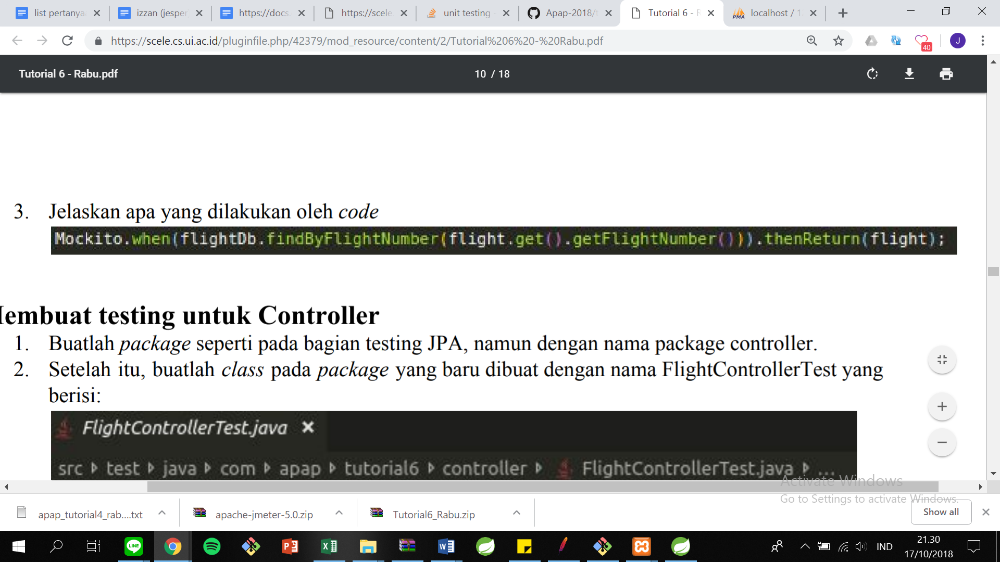 list pertanya
izzan (jesper
https://docs.
https://scele
unit testing -
Apap-2018/t
Tutorial 6 - R
localhost / 1
https://scele.cs.ui.ac.id/pluginfile.php/42379/mod_resource/content/2/Tutorial%206%20-%20Rabu.pdf
40
J
Tutorial 6 - Rabu.pdf
10 / 18
3. Jelaskan apa yang dilakukan oleh code
Mockito.when(flightDb.findByFlightNumber(flight.get().getFlightNumber())).thenReturn(flight);
embuat testing untuk Controller
1. Buatlah package seperti pada bagian testing JPA, namun dengan nama package controller.
2. Setelah itu, buatlah class pada package yang baru dibuat dengan nama FlightControllerTest yang
berisi:
FlightControllerTest.java ×
src ▸ test ▸ java ▸ com ▸ apap ▸ tutorial6 ▸ controller ▸ FlightControllerTest.java ▸ ...
Activate Windows
Go to Settings to activate Windows.
apap_tutorial4_rab....txt
apache-jmeter-5.0.zip
Tutorial6_Rabu.zip
Show all
LINE
IND
21.30
17/10/2018